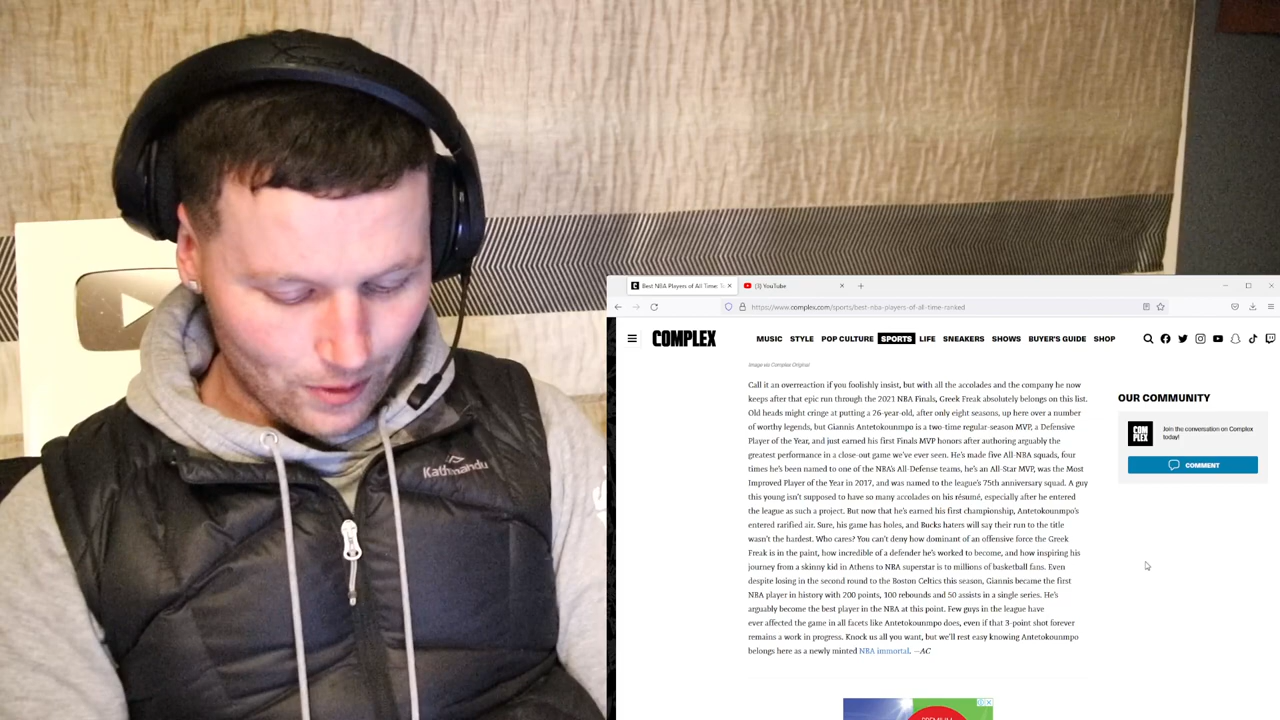 Kathmandu
Best NBA Players of All Time:
(3) YouTube
https://www.complex.com/sports/best-nba-players-of-all-time-ranked
COMPLEX
MUSIC STYLE POP CULTURE SPORTS LIFE SNEAKERS SHOWS BUYER'S GUIDE SHOP
Image via Complex Original
Call it an overreaction if you foolishly insist, but with all the accolades and the company he now
keeps after that epic run through the 2021 NBA Finals, Greek Freak absolutely belongs on this list.
Old heads might cringe at putting a 26-year-old, after only eight seasons, up here over a number
of worthy legends, but Giannis Antetokounmpo is a two-time regular-season MVP, a Defensive
Player of the Year, and just earned his first Finals MVP honors after authoring arguably the
greatest performance in a close-out game we've ever seen. He's made five All-NBA squads, four
times he's been named to one of the NBA's All-Defense teams, he's an All-Star MVP, was the Most
Improved Player of the Year in 2017, and was named to the league's 75th anniversary squad. A guy
this young isn't supposed to have so many accolades on his résumé, especially after he entered
the league as such a project. But now that he's earned his first championship, Antetokounmpo's
entered rarified air. Sure, his game has holes, and Bucks haters will say their run to the title
wasn't the hardest. Who cares? You can't deny how dominant of an offensive force the Greek
Freak is in the paint, how incredible of a defender he's worked to become, and how inspiring his
journey from a skinny kid in Athens to NBA superstar is to millions of basketball fans. Even
despite losing in the second round to the Boston Celtics this season, Giannis became the first
NBA player in history with 200 points, 100 rebounds and 50 assists in a single series. He's
arguably become the best player in the NBA at this point. Few guys in the league have
ever affected the game in all facets like Antetokounmpo does, even if that 3-point shot forever
remains a work in progress. Knock us all you want, but we'll rest easy knowing Antetokounmpo
belongs here as a newly minted NBA immortal. —AC
OUR COMMUNITY
COM
PLEX
Join the conversation on Complex
today!
COMMENT
PREMIUM